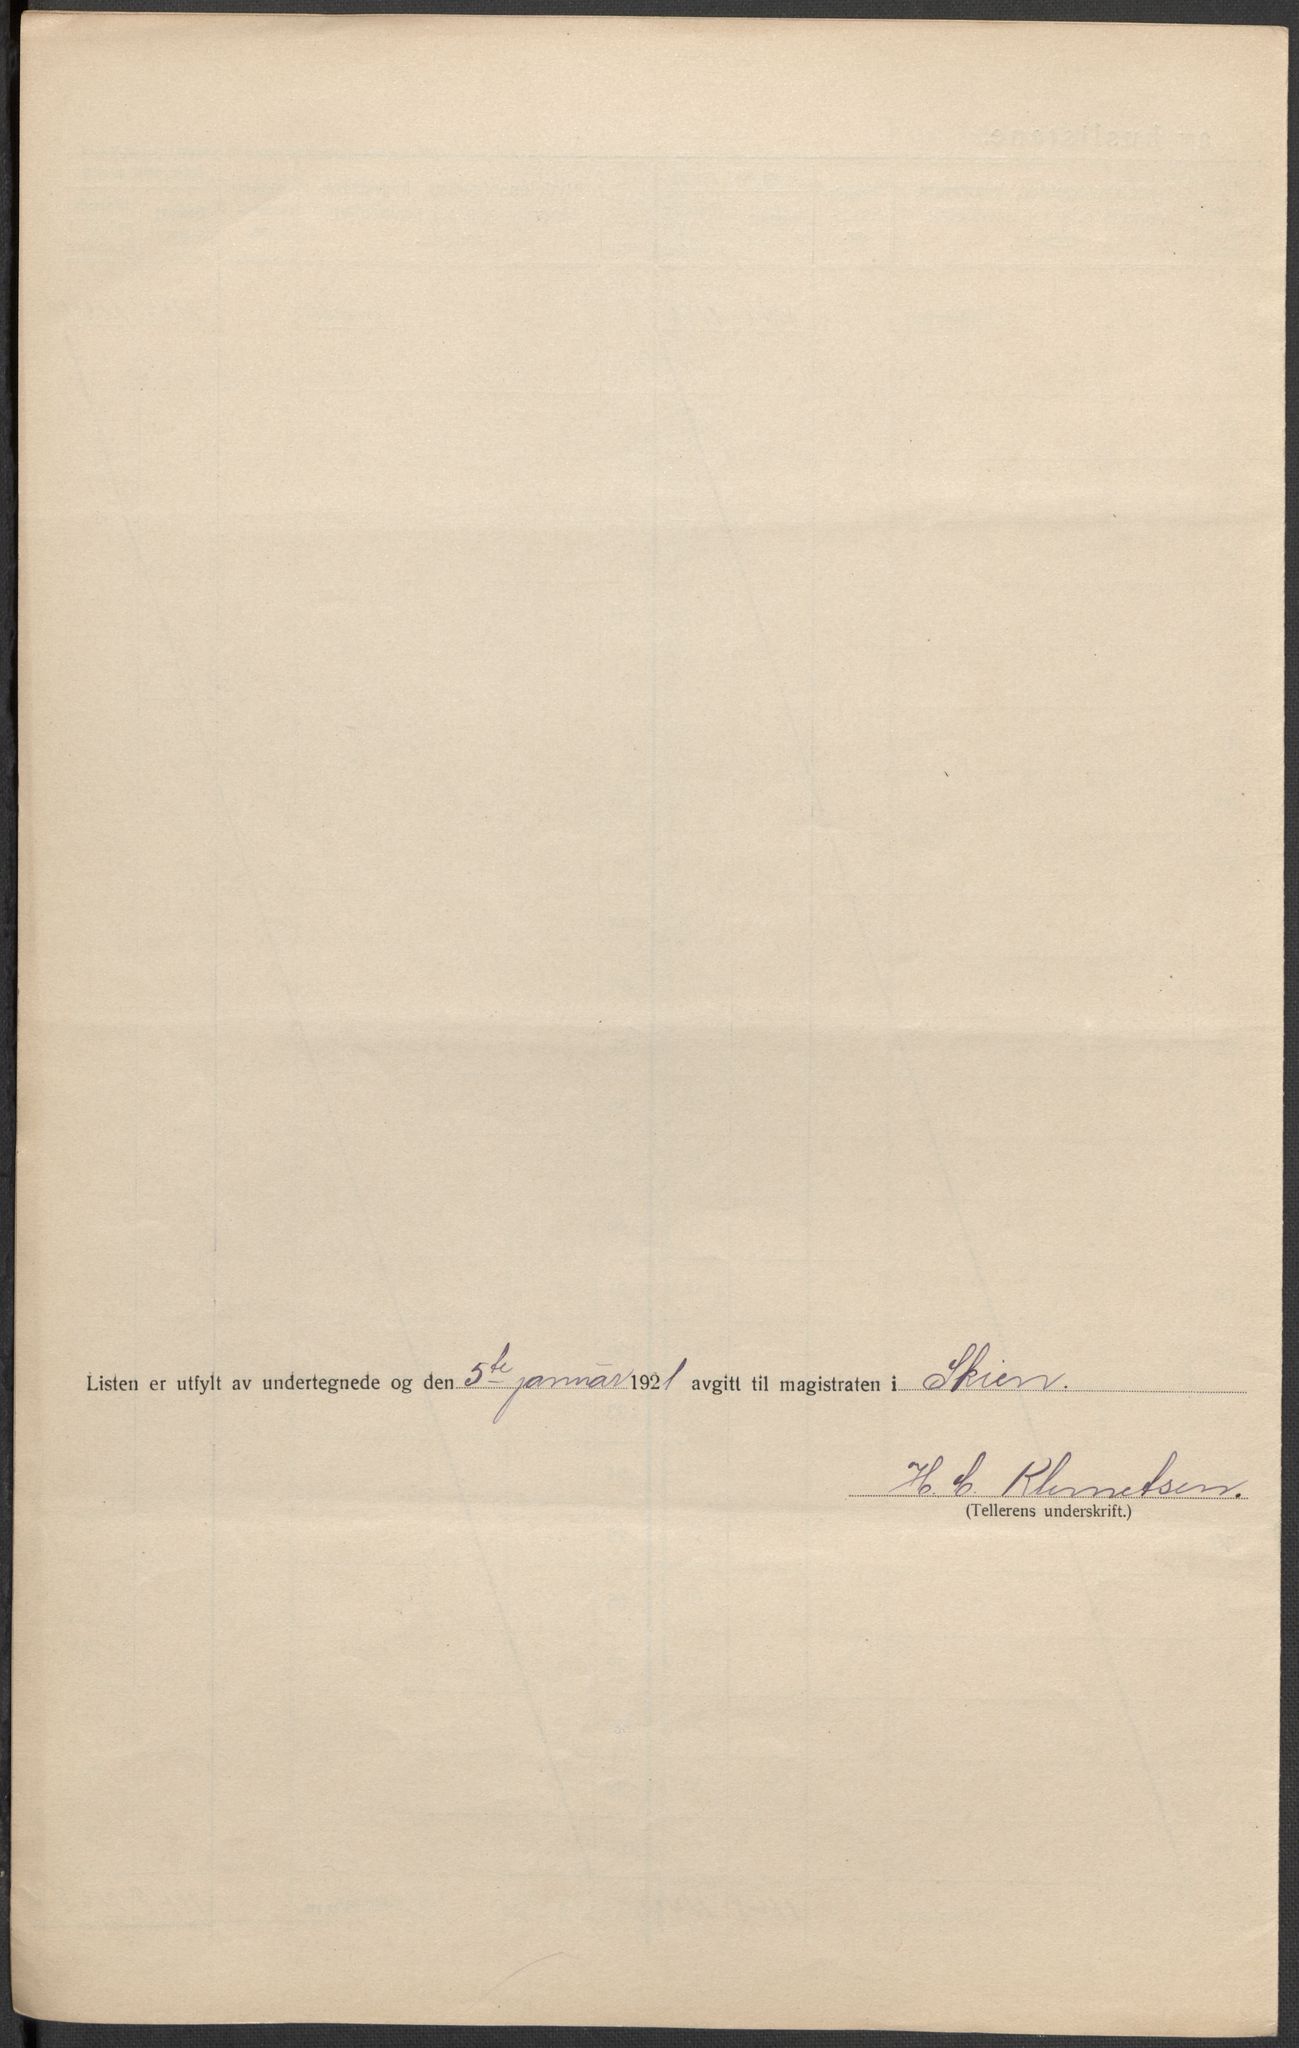 Listen er utfylt av undertegnede og den 5te januar 1921 avgitt til magistraten i Skien.
H. C. Klemetsen.
(Tellerens underskrift.)